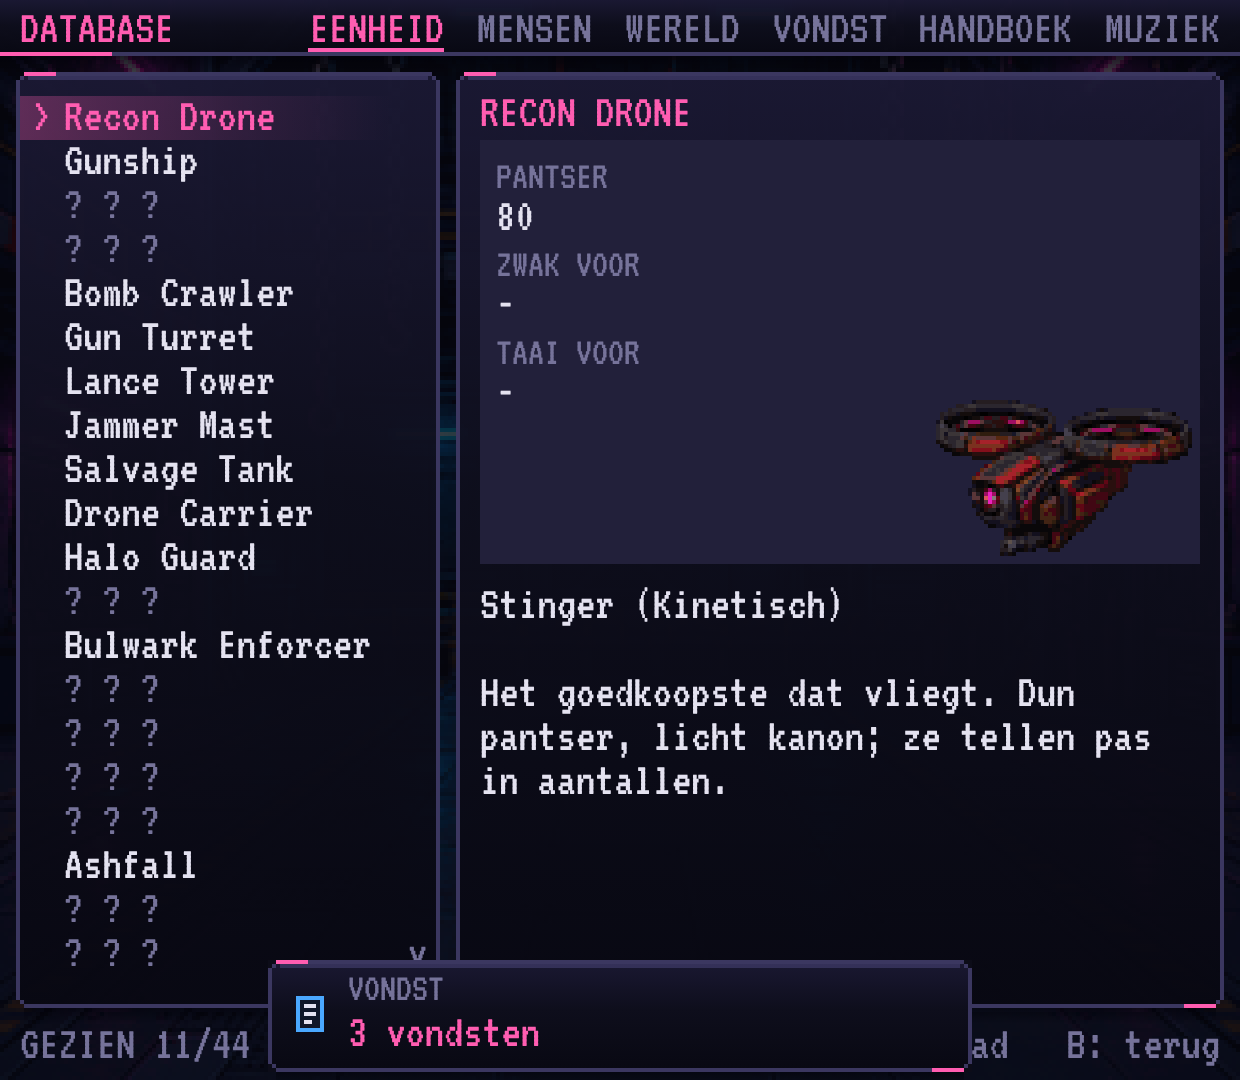 DATABASE EENHEID MENSEN WERELD VONDST HANDBOEK MUZIEK
> Recon Drone
Gunship
? ? ?
? ? ?
Bomb Crawler
Gun Turret
Lance Tower
Jammer Mast
Salvage Tank
Drone Carrier
Halo Guard
? ? ?
Bulwark Enforcer
? ? ?
? ? ?
? ? ?
? ? ?
Ashfall
? ? ?
? ? ?
RECON DRONE
PANTSER
80
ZWAK VOOR
-
TAAI VOOR
-
Stinger (Kinetisch)
Het goedkoopste dat vliegt. Dun
pantser, licht kanon; ze tellen pas
in aantallen.
VONDST
3 vondsten
GEZIEN 11/44
B: terug